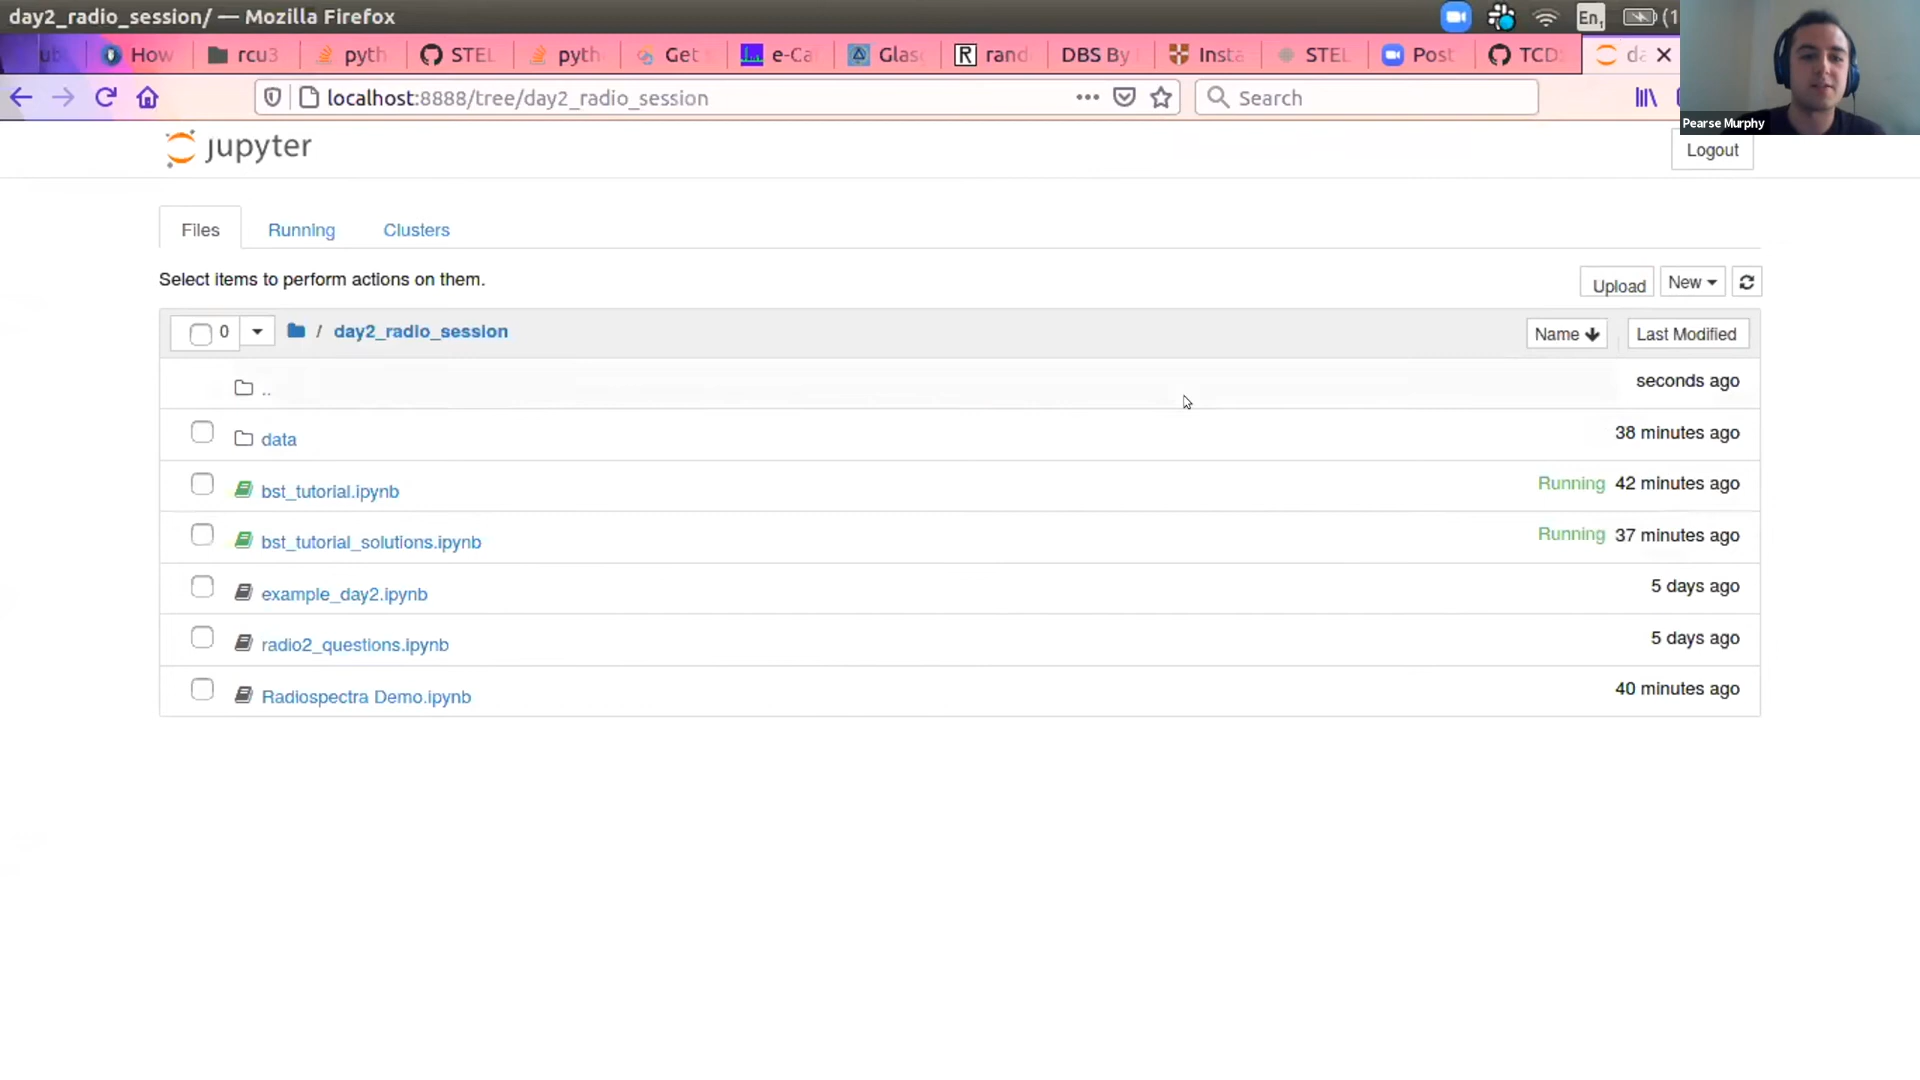 day2_radio_session/ — Mozilla Firefox
En1
(1
ub
How
rcu3
pyth
STEL
pyth
Get
e-Ca
Glas
R rand
DBS By
Insta
STEL
Post
TCD
da
localhost:8888/tree/day2_radio_session
Search
Pearse Murphy
jupyter
Logout
Files
Running
Clusters
Select items to perform actions on them.
Upload
New
0
/ day2_radio_session
Name
Last Modified
..
seconds ago
data
38 minutes ago
bst_tutorial.ipynb
Running 42 minutes ago
bst_tutorial_solutions.ipynb
Running 37 minutes ago
example_day2.ipynb
5 days ago
radio2_questions.ipynb
5 days ago
Radiospectra Demo.ipynb
40 minutes ago